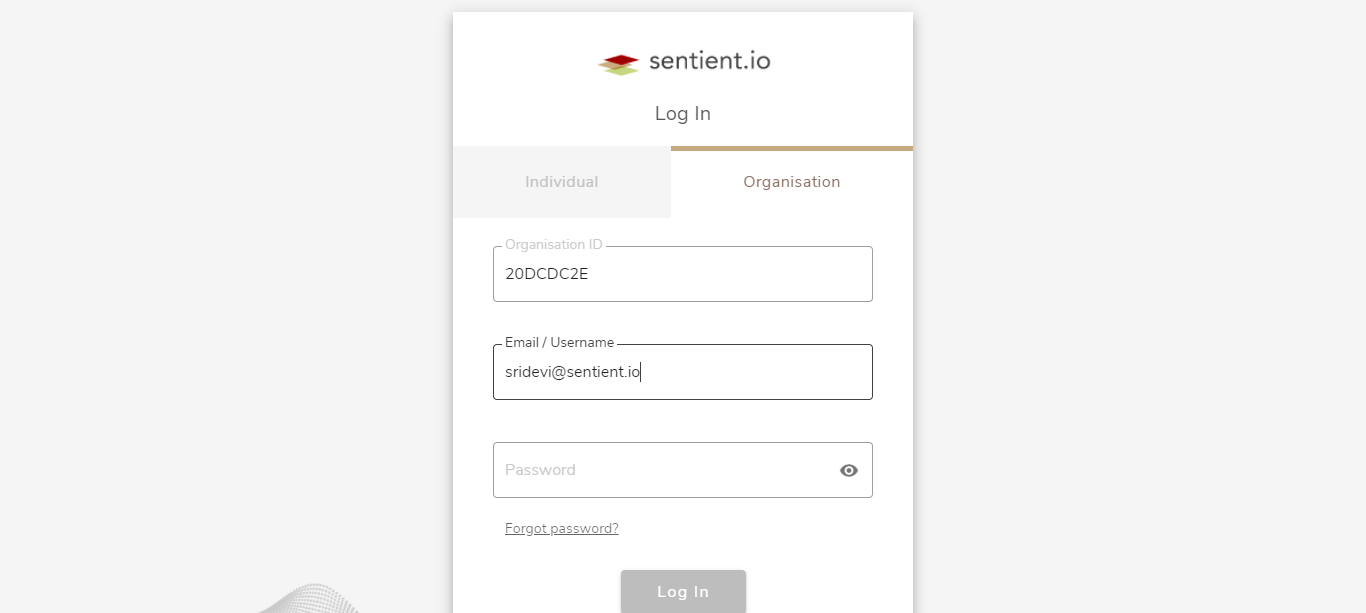 sentient.io
Log In
Individual
Organisation
Organisation ID
20DCDC2E
Email / Username
sridevi@sentient.io
Password
Forgot password?
Log In